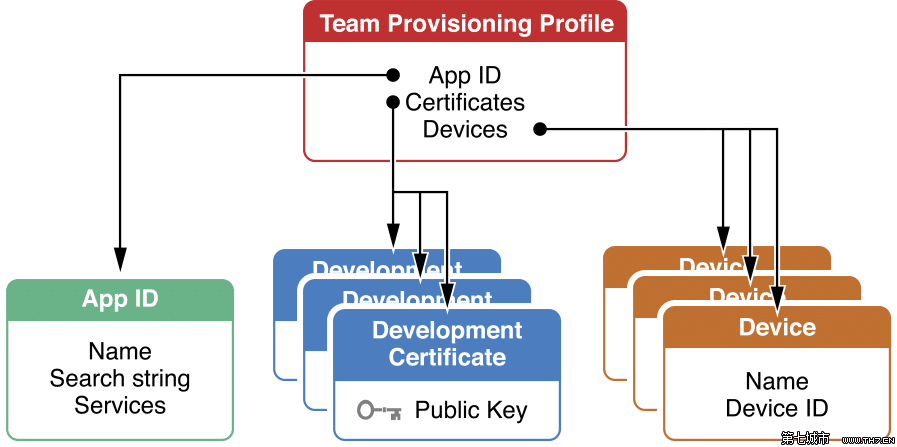 Team Provisioning Profile
App ID
Certificates
Devices
App ID
Name
Search string
Services
Development
Development
Development
Certificate
Public Key
Device
Device
Device
Name
Device ID
第七城市 WWW.TH7.CN